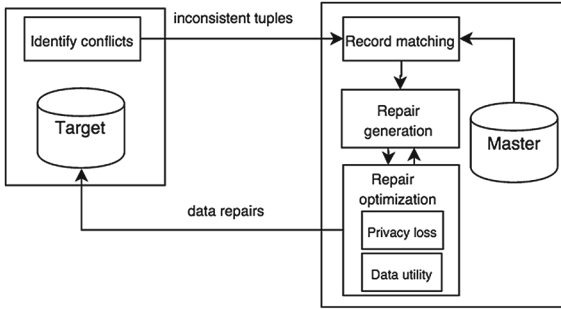 inconsistent tuples
Identify conflicts
Record matching
Target
Repair
generation
Master
Repair
optimization
data repairs
Privacy loss
Data utility